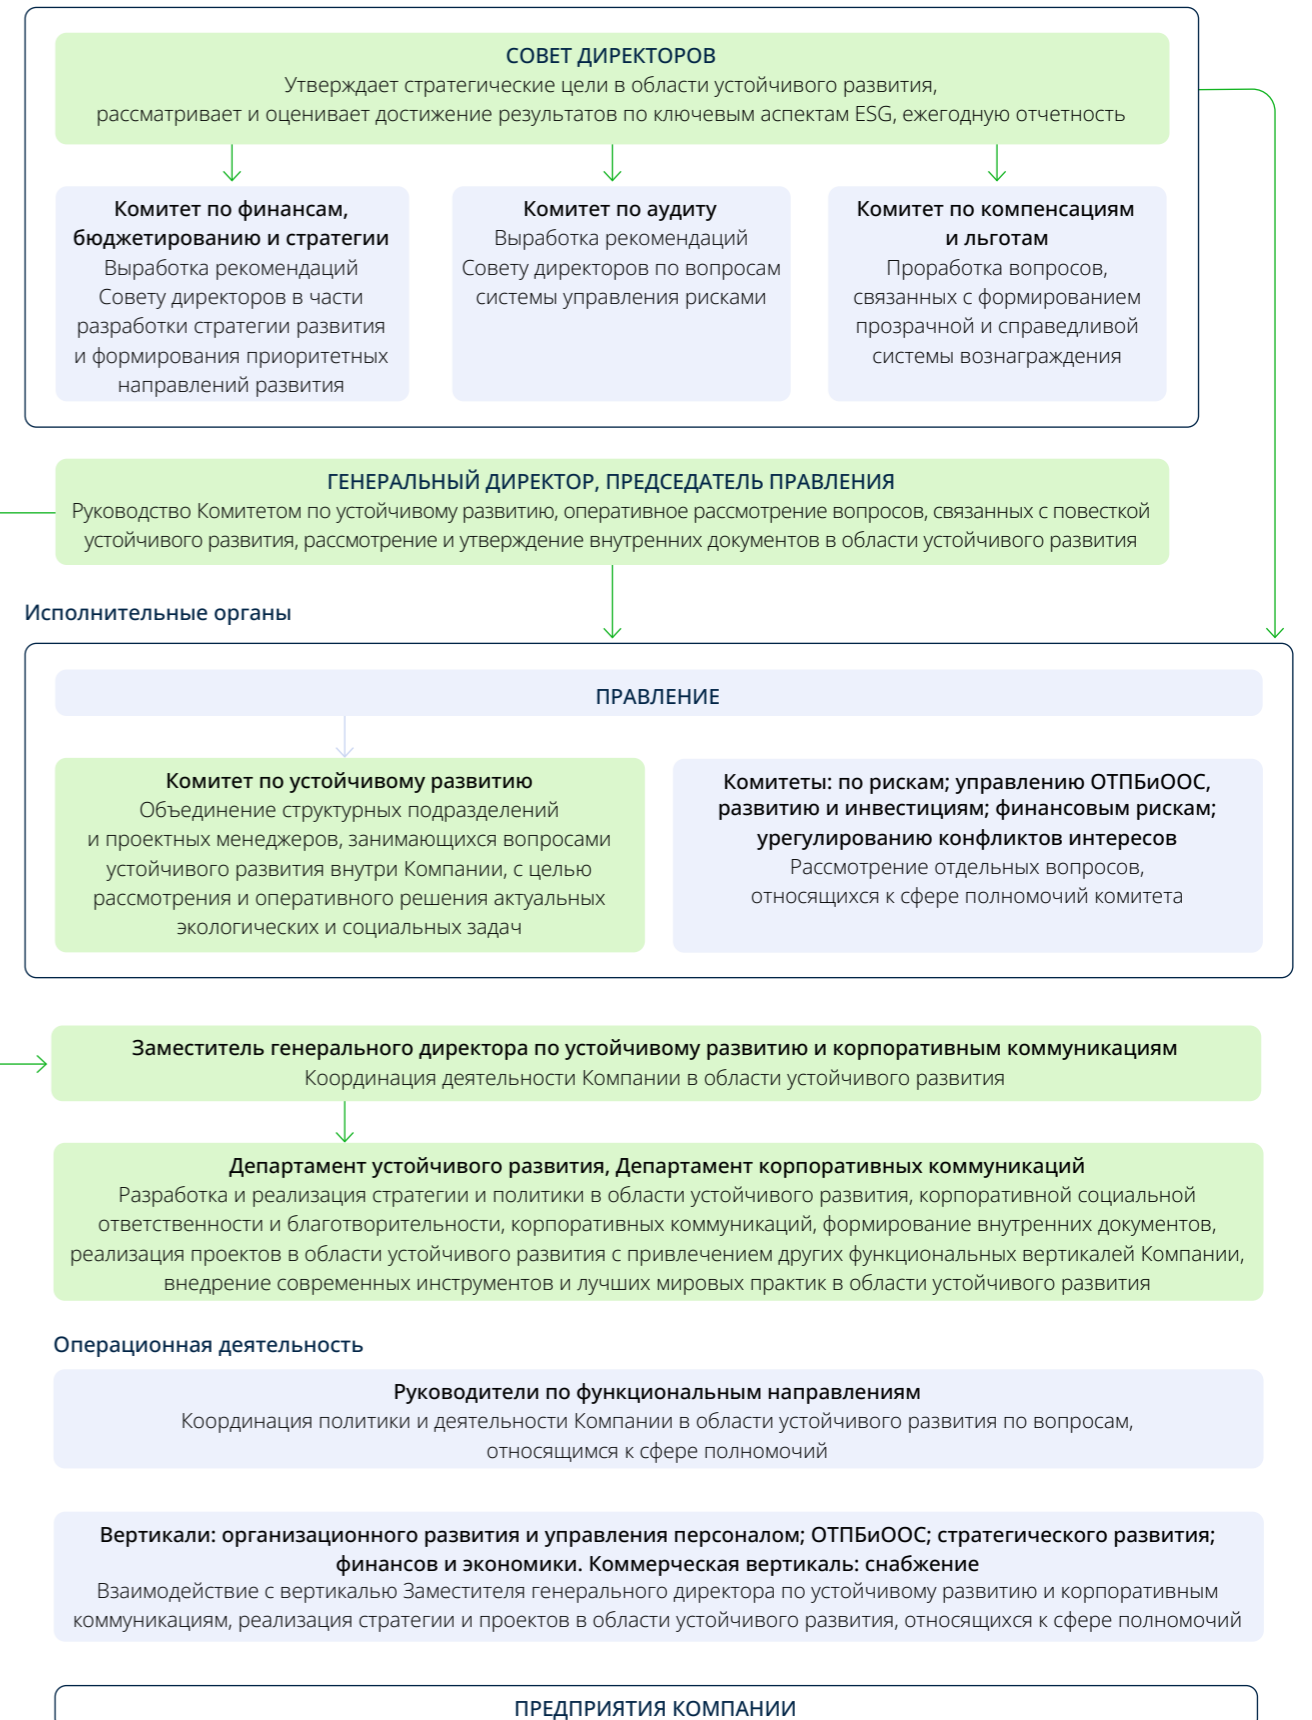 СОВЕТ ДИРЕКТОРОВ
Утверждает стратегические цели в области устойчивого развития,
рассматривает и оценивает достижение результатов по ключевым аспектам ESG, ежегодную отчетность
Комитет по финансам,
бюджетированию и стратегии
Выработка рекомендаций
Совету директоров в части
разработки стратегии развития
и формирования приоритетных
направлений развития
Комитет по аудиту
Выработка рекомендаций
Совету директоров по вопросам
системы управления рисками
Комитет по компенсациям
и льготам
Проработка вопросов,
связанных с формированием
прозрачной и справедливой
системы вознаграждения
ГЕНЕРАЛЬНЫЙ ДИРЕКТОР, ПРЕДСЕДАТЕЛЬ ПРАВЛЕНИЯ
Руководство Комитетом по устойчивому развитию, оперативное рассмотрение вопросов, связанных с повесткой
устойчивого развития, рассмотрение и утверждение внутренних документов в области устойчивого развития
Исполнительные органы
ПРАВЛЕНИЕ
Комитет по устойчивому развитию
Объединение структурных подразделений
и проектных менеджеров, занимающихся вопросами
устойчивого развития внутри Компании, с целью
рассмотрения и оперативного решения актуальных
экологических и социальных задач
Комитеты: по рискам; управлению ОТПБиООС,
развитию и инвестициям; финансовым рискам;
урегулированию конфликтов интересов
Рассмотрение отдельных вопросов,
относящихся к сфере полномочий комитета
Заместитель генерального директора по устойчивому развитию и корпоративным коммуникациям
Координация деятельности Компании в области устойчивого развития
Департамент устойчивого развития, Департамент корпоративных коммуникаций
Разработка и реализация стратегии и политики в области устойчивого развития, корпоративной социальной
ответственности и благотворительности, корпоративных коммуникаций, формирование внутренних документов,
реализация проектов в области устойчивого развития с привлечением других функциональных вертикалей Компании,
внедрение современных инструментов и лучших мировых практик в области устойчивого развития
Операционная деятельность
Руководители по функциональным направлениям
Координация политики и деятельности Компании в области устойчивого развития по вопросам,
относящимся к сфере полномочий
Вертикали: организационного развития и управления персоналом; ОТПБиООС; стратегического развития;
финансов и экономики. Коммерческая вертикаль: снабжение
Взаимодействие с вертикалью Заместителя генерального директора по устойчивому развитию и корпоративным
коммуникациям, реализация стратегии и проектов в области устойчивого развития, относящихся к сфере полномочий
ПРЕДПРИЯТИЯ КОМПАНИИ